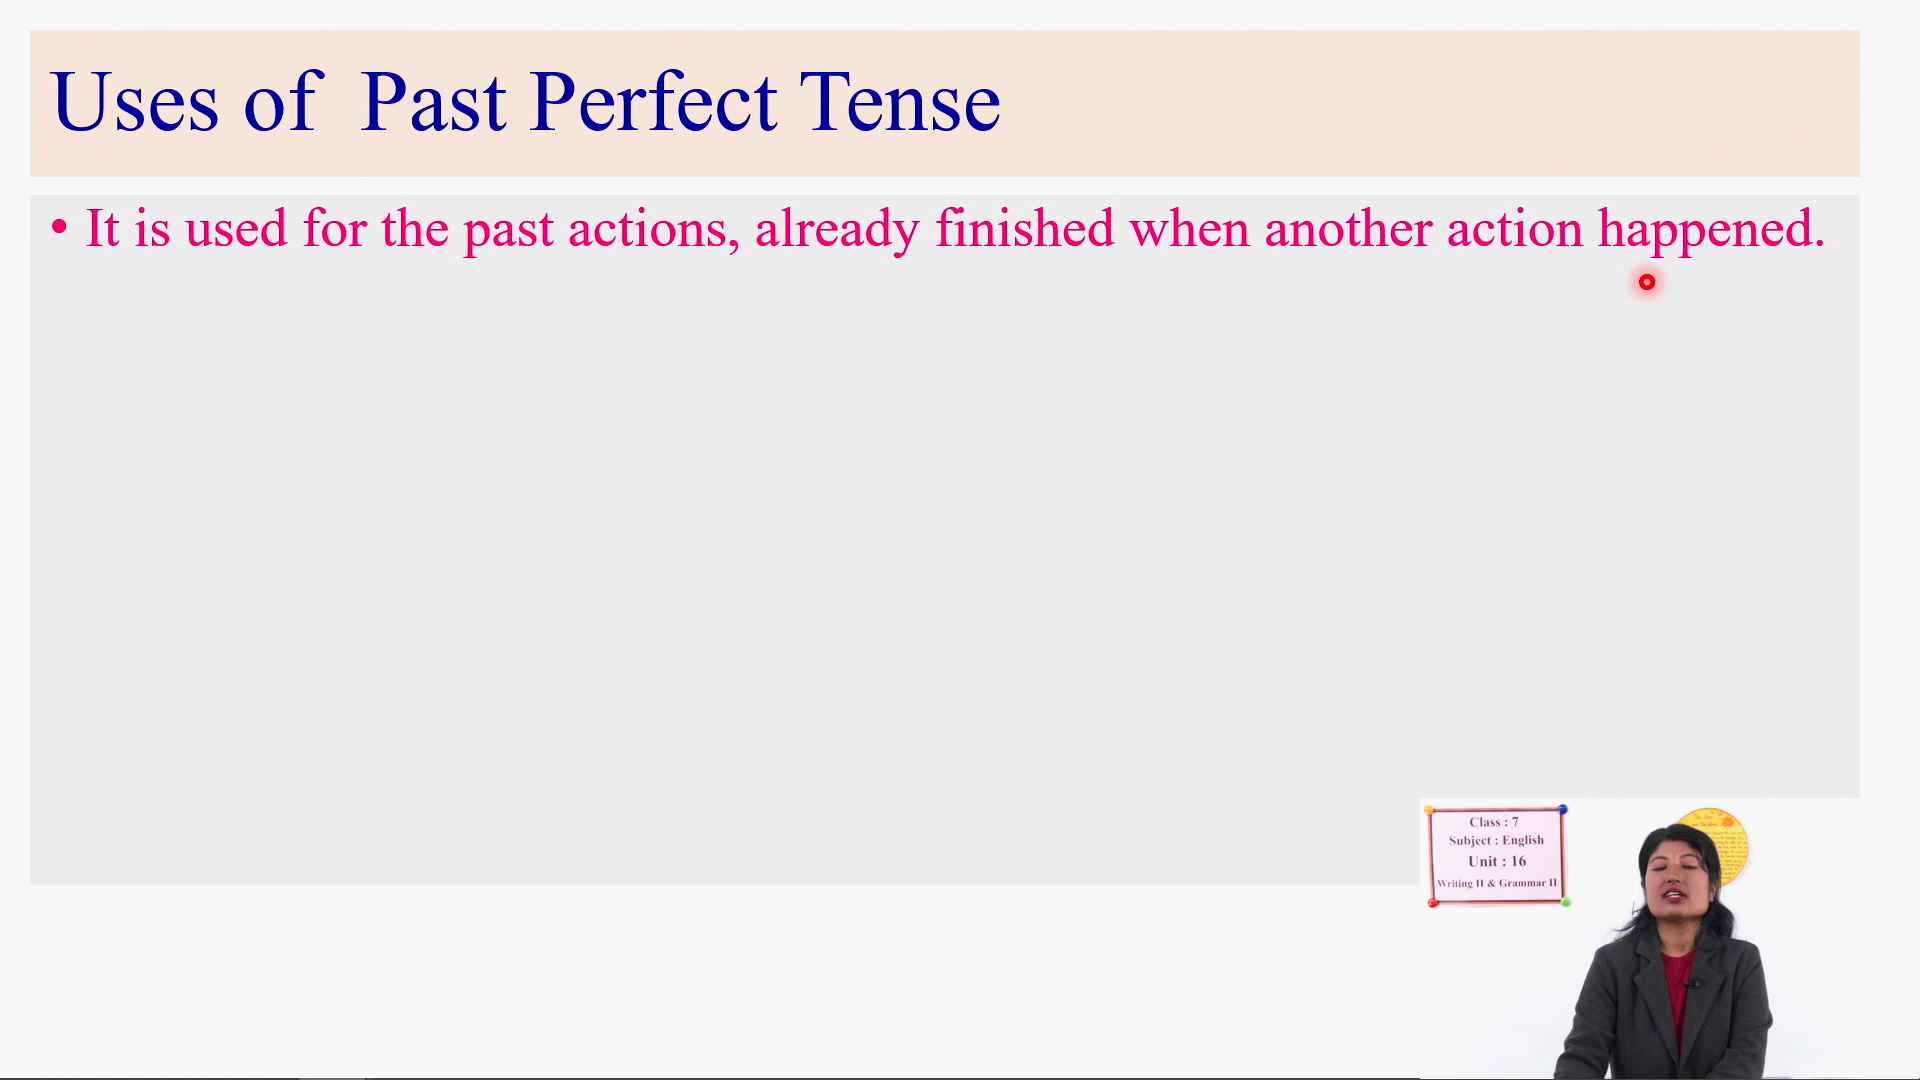 Uses of Past Perfect Tense
• It is used for the past actions, already finished when another action happened.
Class : 7
Subject : English
Unit : 16
Writing II & Grammar II